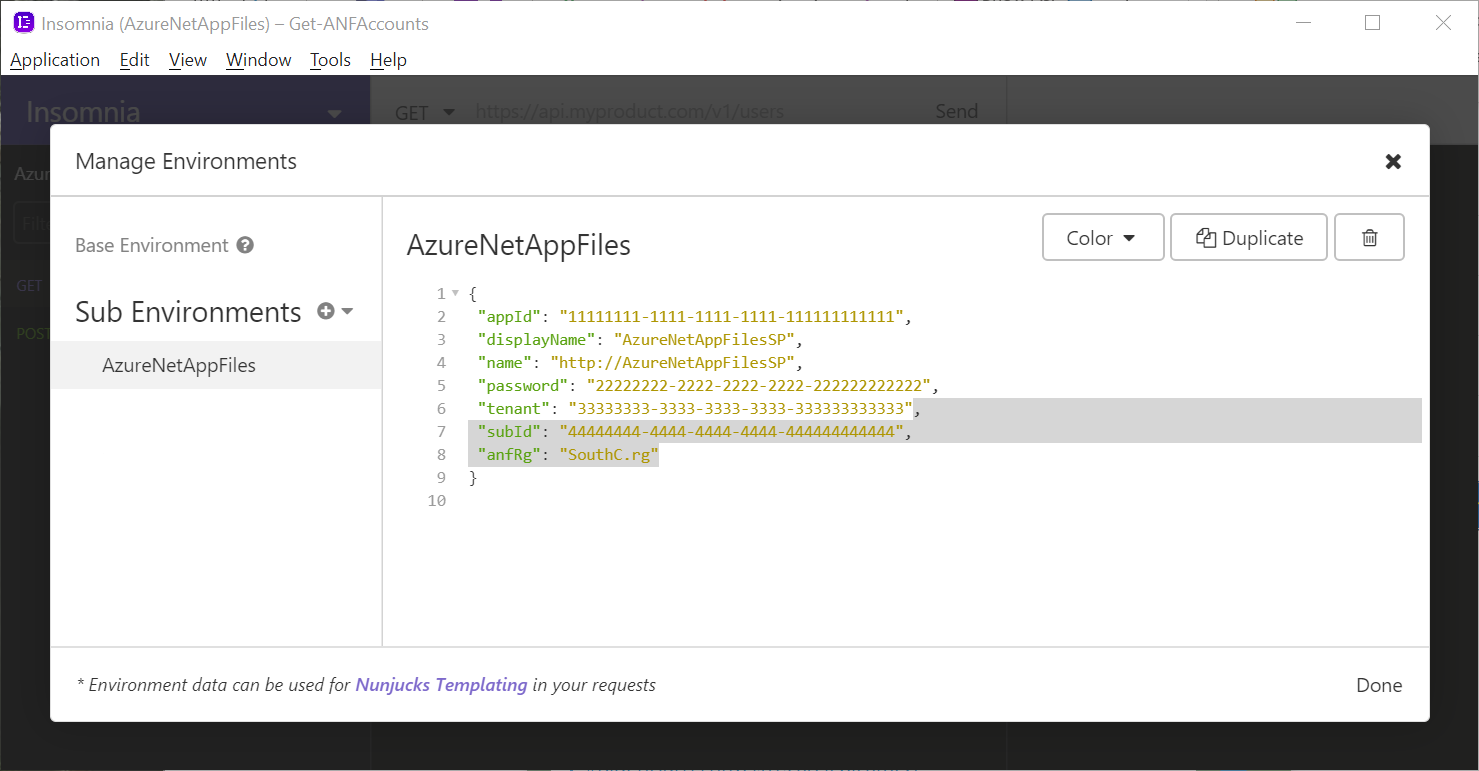 Insomnia (AzureNetAppFiles) – Get-ANFAccounts
Application Edit View Window Tools Help
Insomnia GET https://api.myproduct.com/v1/users Send
Manage Environments
Base Environment
Sub Environments
AzureNetAppFiles
AzureNetAppFiles
Color Duplicate
1 {
2 "appId": "11111111-1111-1111-1111-111111111111",
3 "displayName": "AzureNetAppFilesSP",
4 "name": "http://AzureNetAppFilesSP",
5 "password": "22222222-2222-2222-2222-222222222222",
6 "tenant": "33333333-3333-3333-3333-333333333333",
7 "subId": "44444444-4444-4444-4444-444444444444",
8 "anfRg": "SouthC.rg"
9 }
10
GET
POST
* Environment data can be used for Nunjucks Templating in your requests
Done